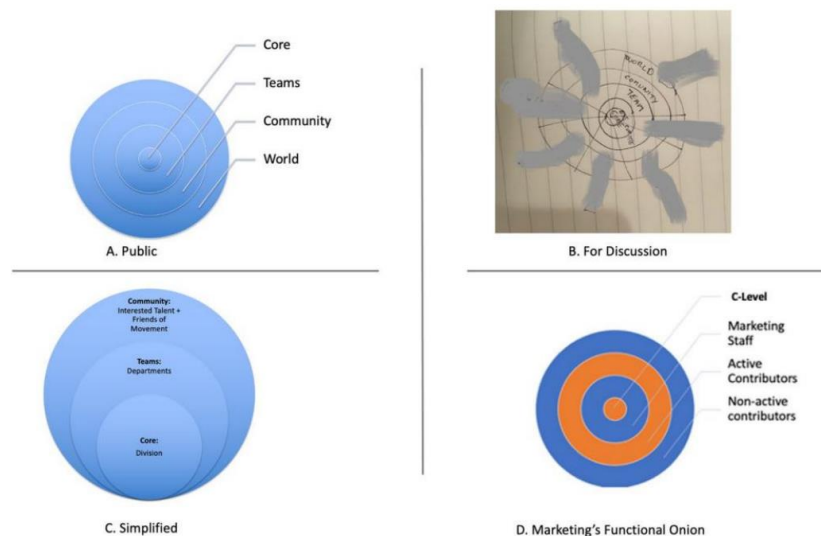 Core
Teams
Community
World
A. Public
WORLD
COMUNITY
TEAM
B. For Discussion
Community:
Interested Talent +
Friends of
Movement
Teams:
Departments
Core:
Division
C. Simplified
C-Level
Marketing
Staff
Active
Contributors
Non-active
contributors
D. Marketing's Functional Onion